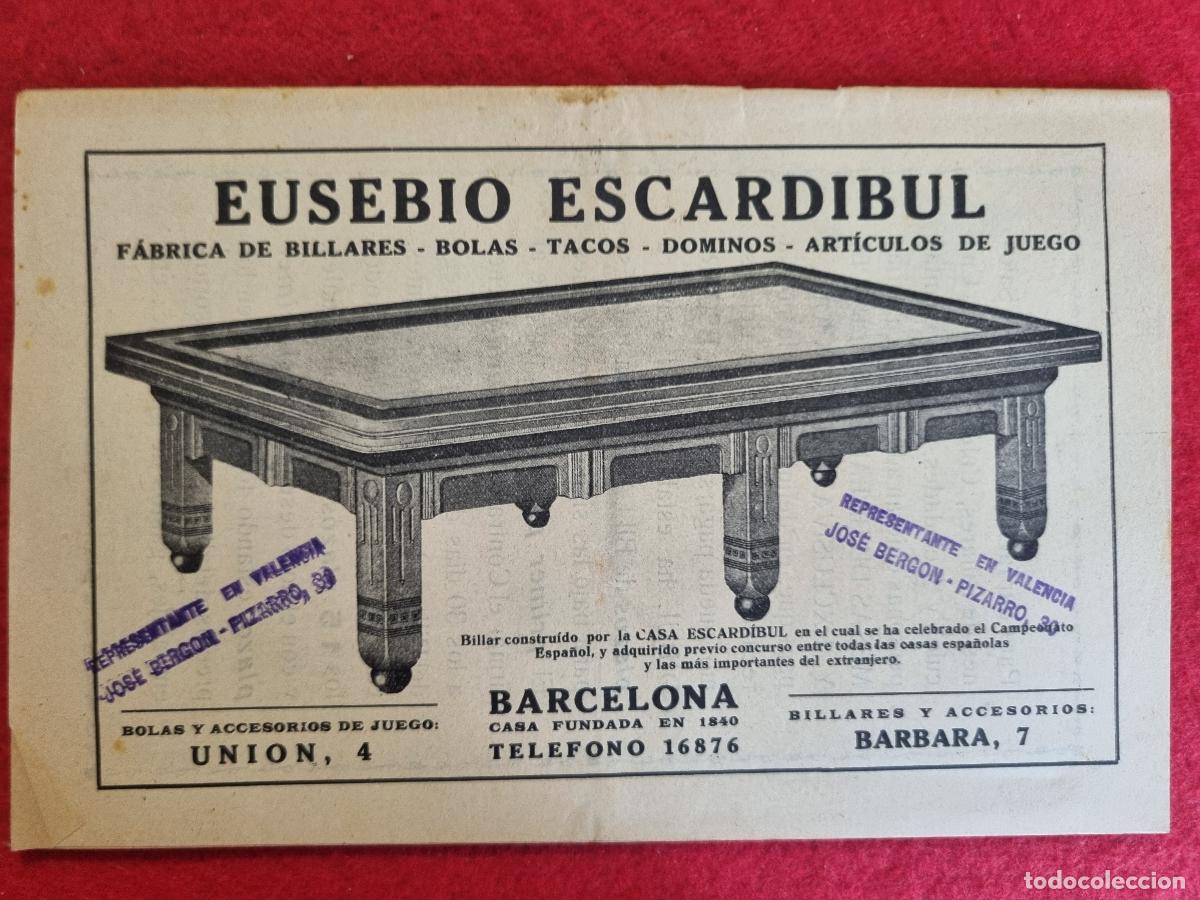 EUSEBIO ESCARDIBUL
FÁBRICA DE BILLARES - BOLAS - TACOS - DOMINOS - ARTÍCULOS DE JUEGO
REPRESENTANTE EN VALENCIA
JOSÉ BERGON - PIZARRO, 30
REPRESENTANTE EN VALENCIA
JOSÉ BERGON - PIZARRO, 30
Billar construído por la CASA ESCARDÍBUL en el cual se ha celebrado el Campeonato
Español, y adquirido previo concurso entre todas las casas españolas
y las más importantes del extranjero.
BOLAS Y ACCESORIOS DE JUEGO:
UNION, 4
BARCELONA
CASA FUNDADA EN 1840
TELEFONO 16876
BILLARES Y ACCESORIOS:
BARBARA, 7
todocoleccion